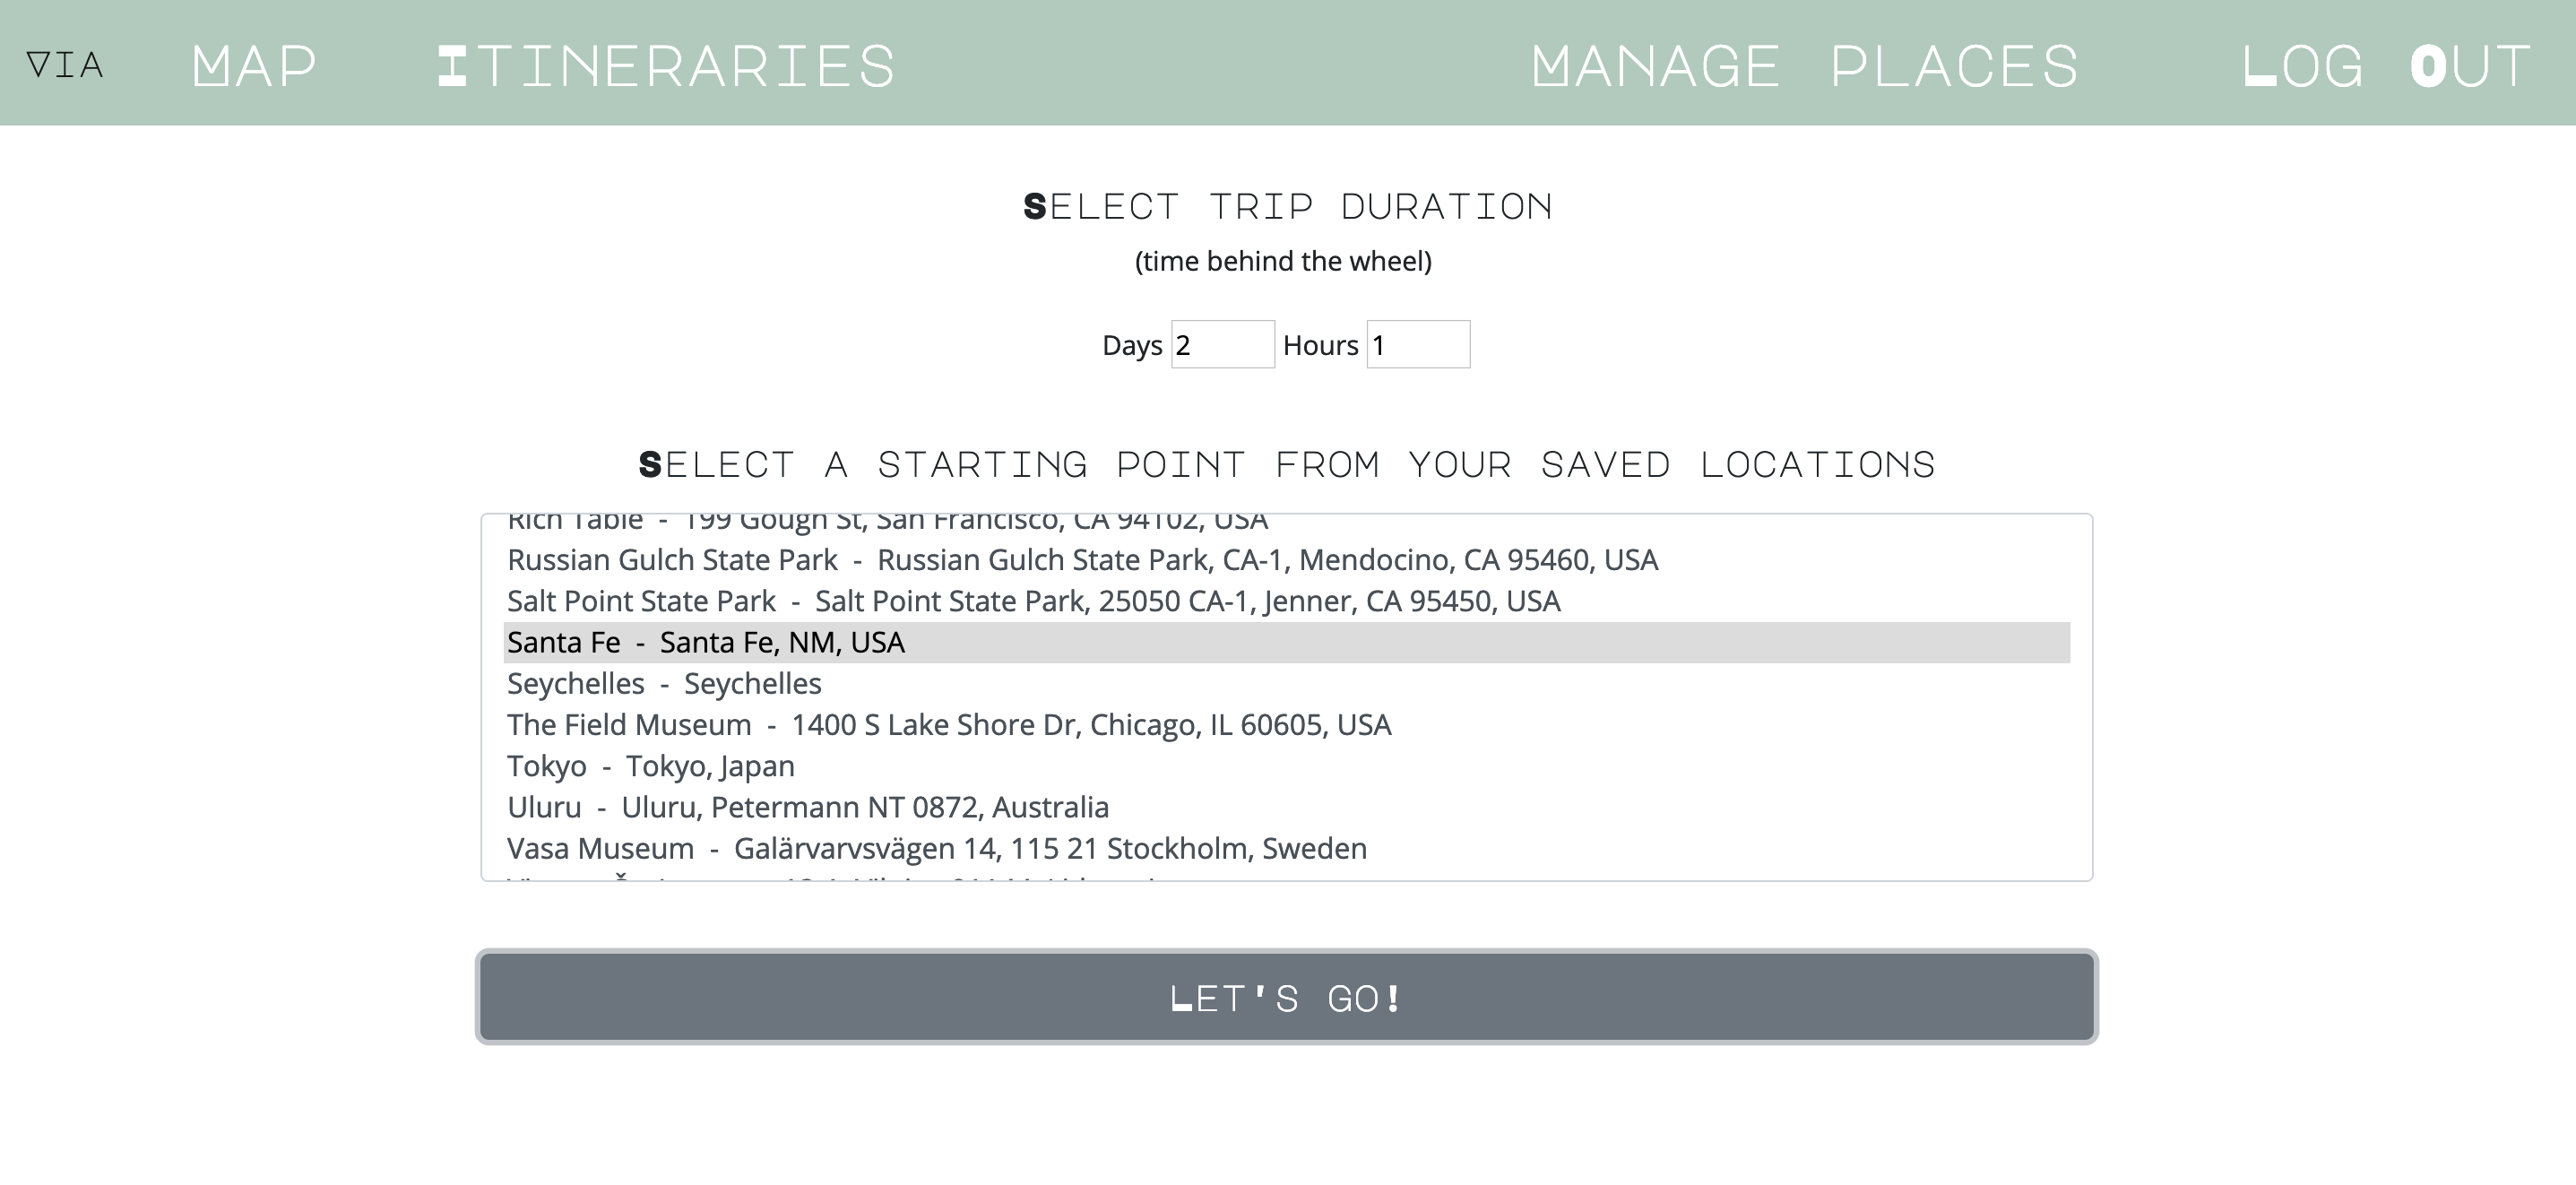 VIA MAP ITINERARIES MANAGE PLACES LOG OUT
SELECT TRIP DURATION
(time behind the wheel)
Days 2 Hours 1
SELECT A STARTING POINT FROM YOUR SAVED LOCATIONS
Rich Table - 199 Gough St, San Francisco, CA 94102, USA
Russian Gulch State Park - Russian Gulch State Park, CA-1, Mendocino, CA 95460, USA
Salt Point State Park - Salt Point State Park, 25050 CA-1, Jenner, CA 95450, USA
Santa Fe - Santa Fe, NM, USA
Seychelles - Seychelles
The Field Museum - 1400 S Lake Shore Dr, Chicago, IL 60605, USA
Tokyo - Tokyo, Japan
Uluru - Uluru, Petermann NT 0872, Australia
Vasa Museum - Galärvarvsvägen 14, 115 21 Stockholm, Sweden
LET'S GO!